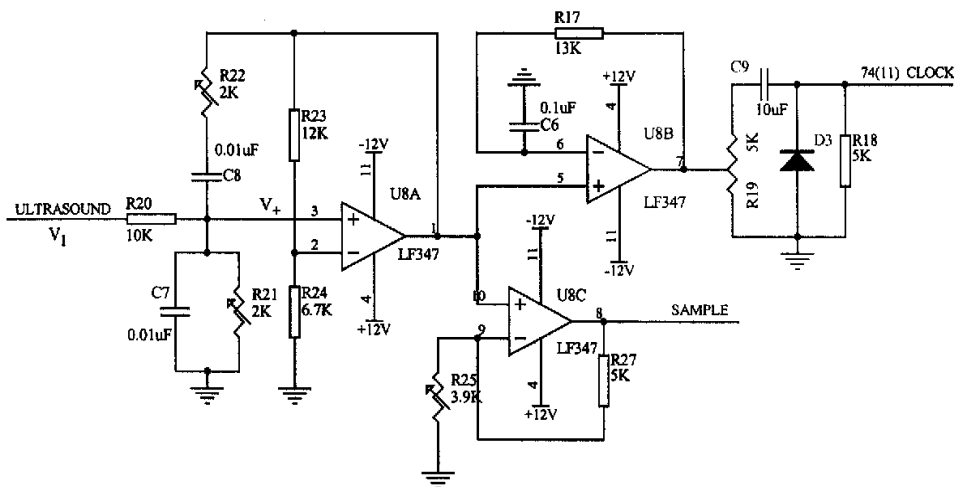 R17
13K
C9
74(11) CLOCK
R22
2K
+12V
4
0.1uF
C6
U8B
10uF
R23
12K
6
5K
D3
R18
5K
0.01uF
-12V
7
C8
11
5
U8A
R19
LF347
ULTRASOUND
R20
V+
3
V1
10K
1
-12V
11
2
LF347
11
-12V
U8C
C7
R21
R24
4
10
SAMPLE
2K
6.7K
8
0.01uF
+12V
9
LF347
R27
R25
5K
3.9K
4
+12V